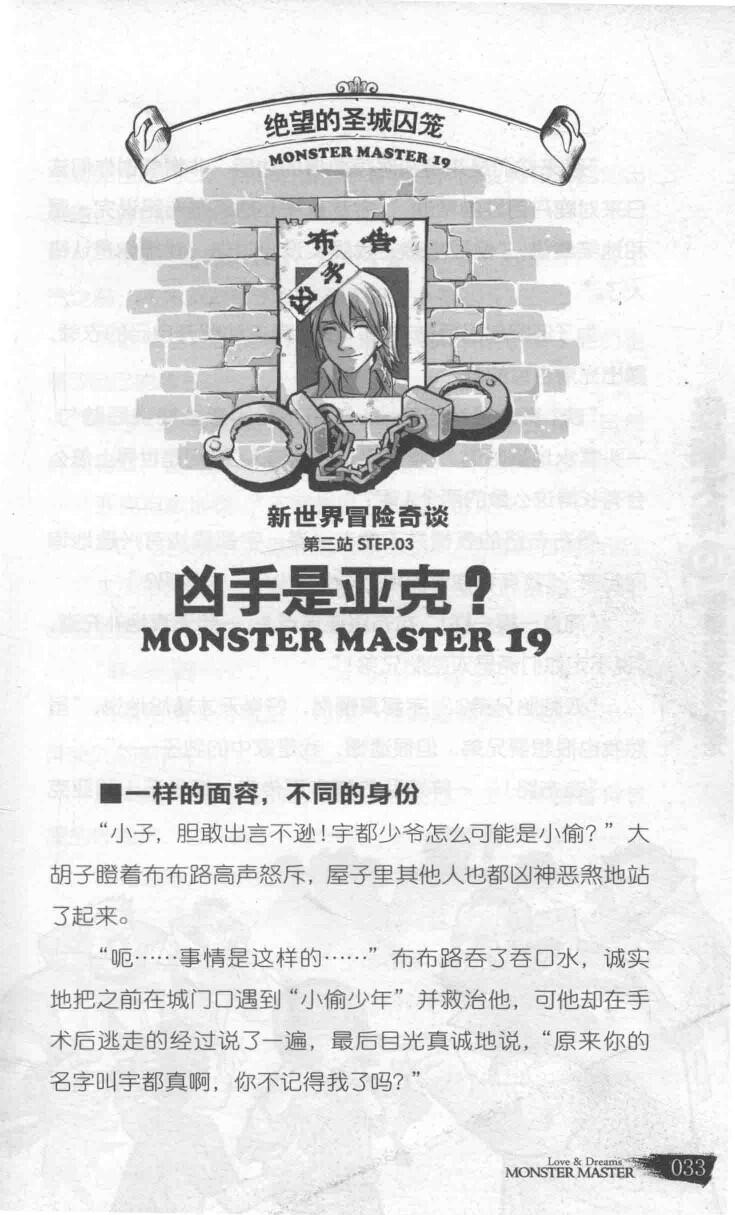 绝望的圣城囚笼
MONSTER MASTER 19
布告
凶手
新世界冒险奇谈
第三站 STEP.03
凶手是亚克?
MONSTER MASTER 19
■一样的面容，不同的身份
“小子，胆敢出言不逊！宇都少爷怎么可能是小偷？”大
胡子瞪着布布路高声怒斥，屋子里其他人也都凶神恶煞地站
了起来。
“呃……事情是这样的……”布布路吞了吞口水，诚实
地把之前在城门口遇到“小偷少年”并救治他，可他却在手
术后逃走的经过说了一遍，最后目光真诚地说，“原来你的
名字叫宇都真啊，你不记得我了吗？”
Love & Dreams
MONSTER MASTER
033